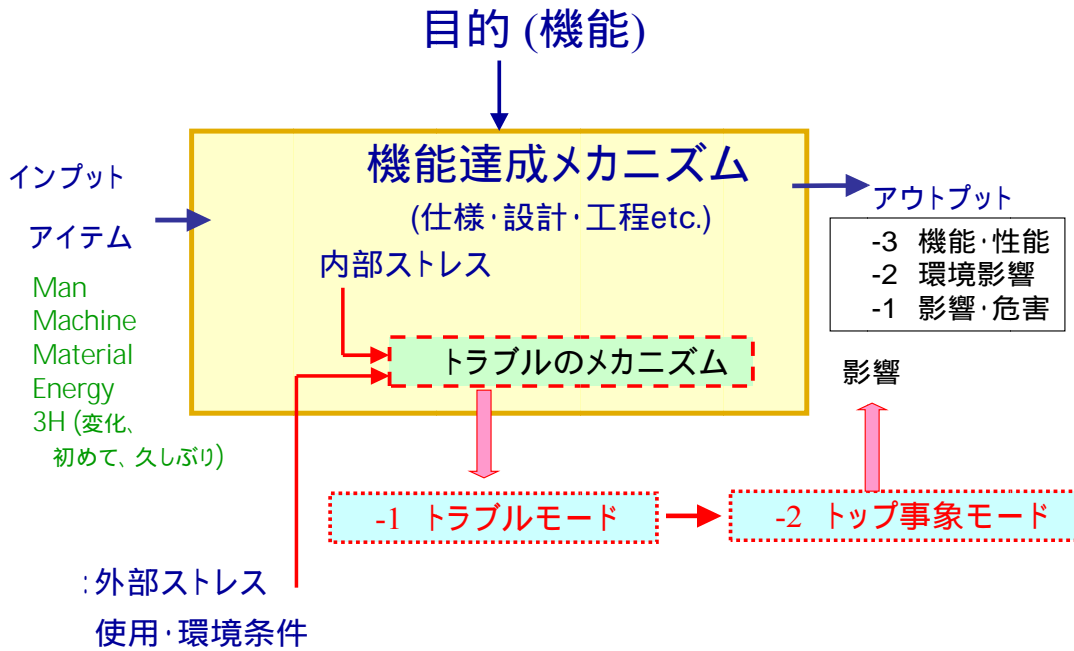 目的 (機能)
機能達成メカニズム
(仕様・設計・工程etc.)
インプット
アイテム
Man
Machine
Material
Energy
3H (変化、
初めて、久しぶり)
内部ストレス
トラブルのメカニズム
アウトプット
-3 機能・性能
-2 環境影響
-1 影響・危害
影響
-1 トラブルモード
-2 トップ事象モード
:外部ストレス
使用・環境条件